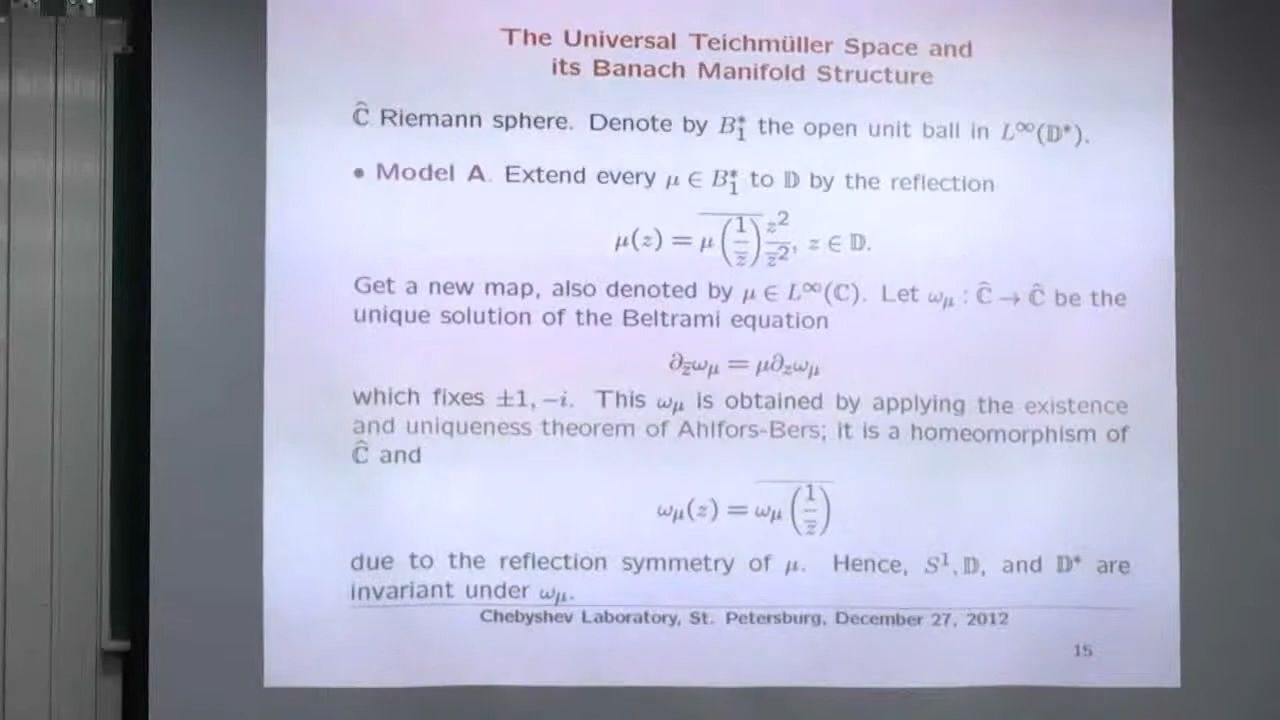 The Universal Teichmüller Space and
its Banach Manifold Structure
Ĉ Riemann sphere. Denote by B₁* the open unit ball in L^∞(𝔻*).
• Model A. Extend every μ ∈ B₁* to 𝔻 by the reflection
μ(z) = \overline{μ(1/z̄)} z²/z̄², z ∈ 𝔻.
Get a new map, also denoted by μ ∈ L^∞(ℂ). Let ω_μ : Ĉ → Ĉ be the
unique solution of the Beltrami equation
∂_z̄ω_μ = μ∂_zω_μ
which fixes ±1, −i. This ω_μ is obtained by applying the existence
and uniqueness theorem of Ahlfors-Bers; it is a homeomorphism of
Ĉ and
ω_μ(z) = \overline{ω_μ(1/z̄)}
due to the reflection symmetry of μ. Hence, S¹, 𝔻, and 𝔻* are
invariant under ω_μ.
Chebyshev Laboratory, St. Petersburg, December 27, 2012
15